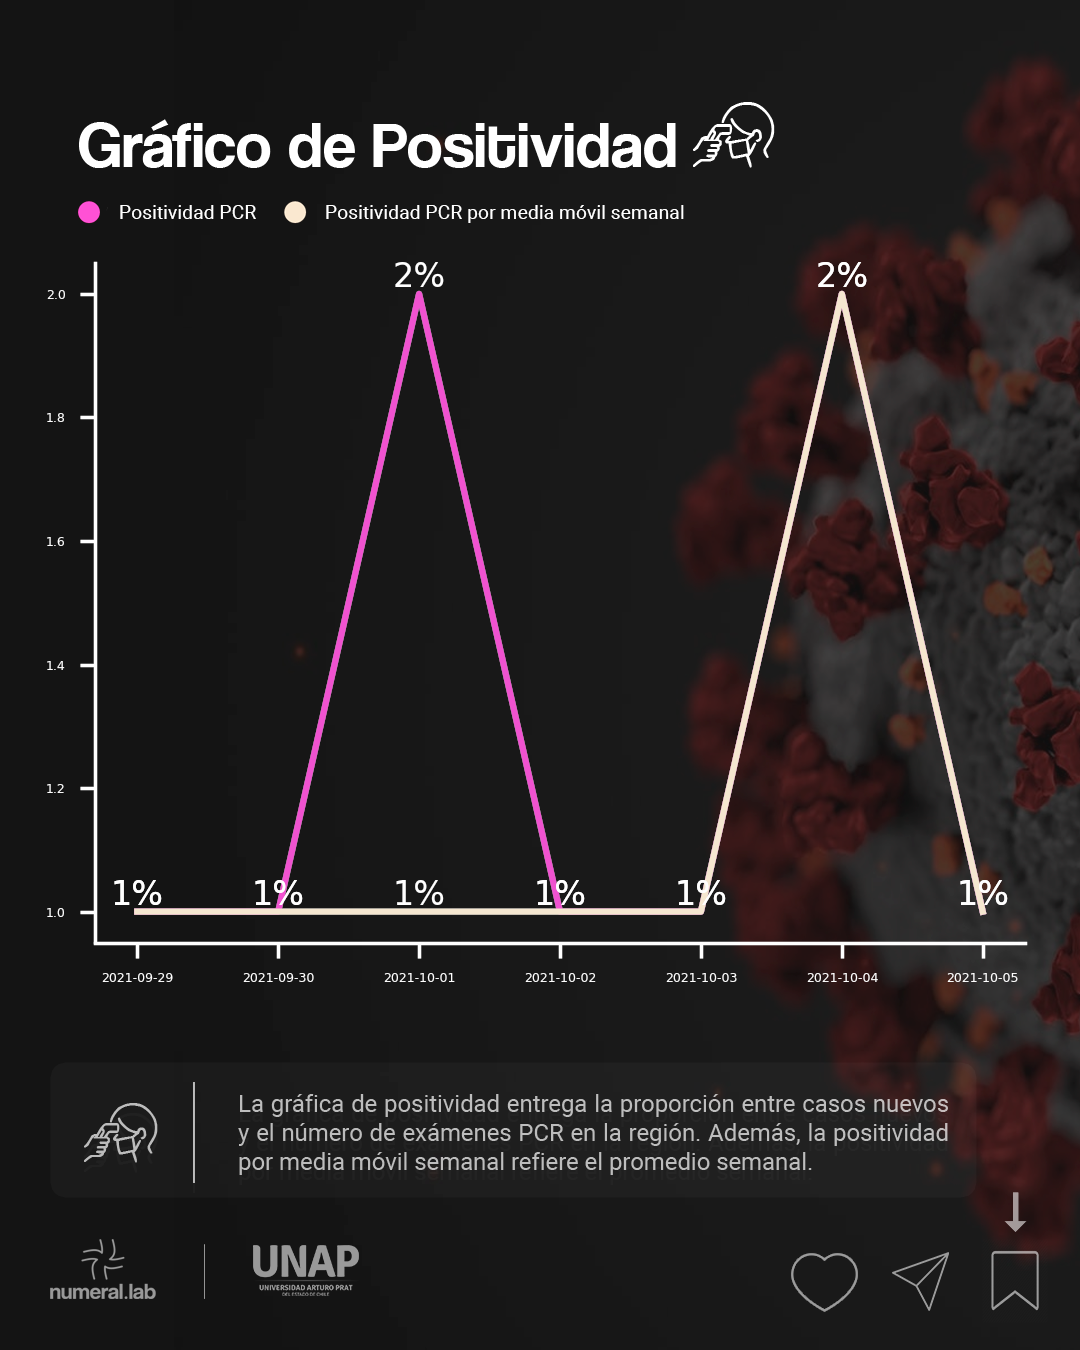 Gráfico de Positividad
Positividad PCR
Positividad PCR por media móvil semanal
2.0
1.8
1.6
1.4
1.2
1.0
2%
2%
1%
1%
1%
1%
1%
1%
2021-09-29
2021-09-30
2021-10-01
2021-10-02
2021-10-03
2021-10-04
2021-10-05
La gráfica de positividad entrega la proporción entre casos nuevos
y el número de exámenes PCR en la región. Además, la positividad
por media móvil semanal refiere el promedio semanal.
numeral.lab
UNAP
UNIVERSIDAD ARTURO PRAT
DEL ESTADO DE CHILE